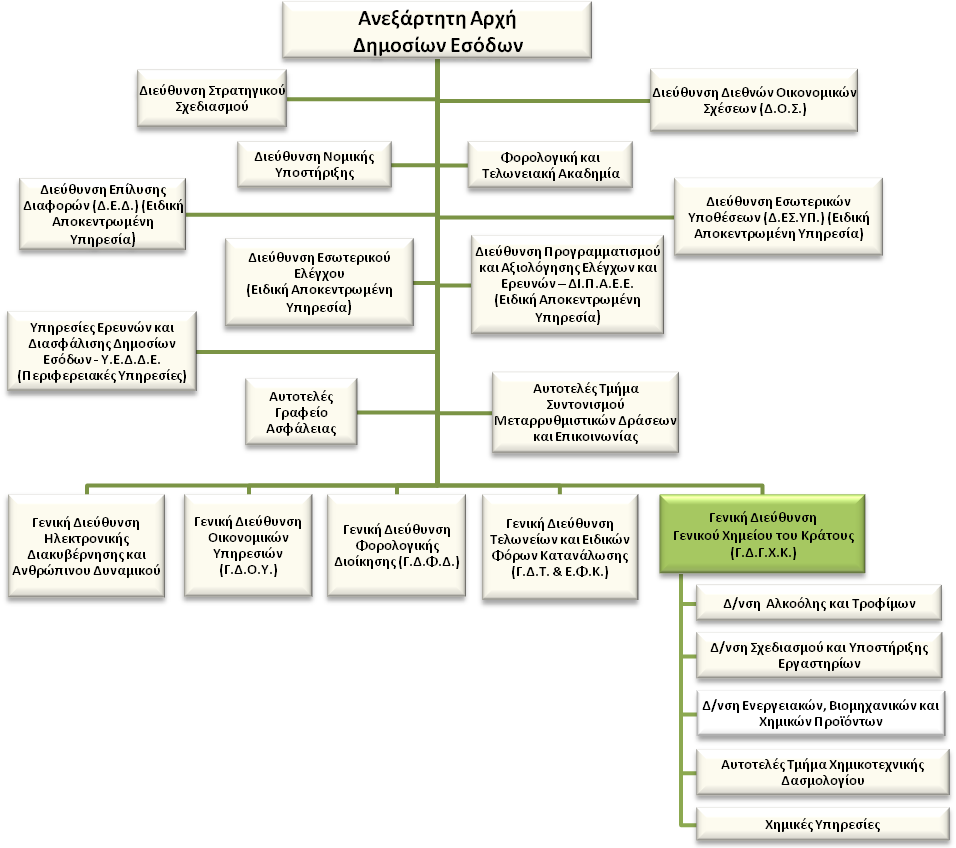 Ανεξάρτητη Αρχή
Δημοσίων Εσόδων
Διεύθυνση Στρατηγικού
Σχεδιασμού
Διεύθυνση Διεθνών Οικονομικών
Σχέσεων (Δ.Ο.Σ.)
Διεύθυνση Νομικής
Υποστήριξης
Φορολογική και
Τελωνειακή Ακαδημία
Διεύθυνση Επίλυσης
Διαφορών (Δ.Ε.Δ.) (Ειδική
Αποκεντρωμένη
Υπηρεσία)
Διεύθυνση Εσωτερικών
Υποθέσεων (Δ.ΕΣ.ΥΠ.) (Ειδική
Αποκεντρωμένη Υπηρεσία)
Διεύθυνση Εσωτερικού
Ελέγχου
(Ειδική Αποκεντρωμένη
Υπηρεσία)
Διεύθυνση Προγραμματισμού
και Αξιολόγησης Ελέγχων και
Ερευνών – ΔΙ.Π.Α.Ε.Ε.
(Ειδική Αποκεντρωμένη
Υπηρεσία)
Υπηρεσίες Ερευνών και
Διασφάλισης Δημοσίων
Εσόδων - Υ.Ε.Δ.Δ.Ε.
(Περιφερειακές Υπηρεσίες)
Αυτοτελές
Γραφείο
Ασφάλειας
Αυτοτελές Τμήμα
Συντονισμού
Μεταρρυθμιστικών Δράσεων
και Επικοινωνίας
Γενική Διεύθυνση
Ηλεκτρονικής
Διακυβέρνησης και
Ανθρώπινου Δυναμικού
Γενική Διεύθυνση
Οικονομικών
Υπηρεσιών
(Γ.Δ.Ο.Υ.)
Γενική Διεύθυνση
Φορολογικής
Διοίκησης (Γ.Δ.Φ.Δ.)
Γενική Διεύθυνση
Τελωνείων και Ειδικών
Φόρων Κατανάλωσης
(Γ.Δ.Τ. & Ε.Φ.Κ.)
Γενική Διεύθυνση
Γενικού Χημείου του Κράτους
(Γ.Δ.Γ.Χ.Κ.)
Δ/νση Αλκοόλης και Τροφίμων
Δ/νση Σχεδιασμού και Υποστήριξης
Εργαστηρίων
Δ/νση Ενεργειακών, Βιομηχανικών και
Χημικών Προϊόντων
Αυτοτελές Τμήμα Χημικοτεχνικής
Δασμολογίου
Χημικές Υπηρεσίες